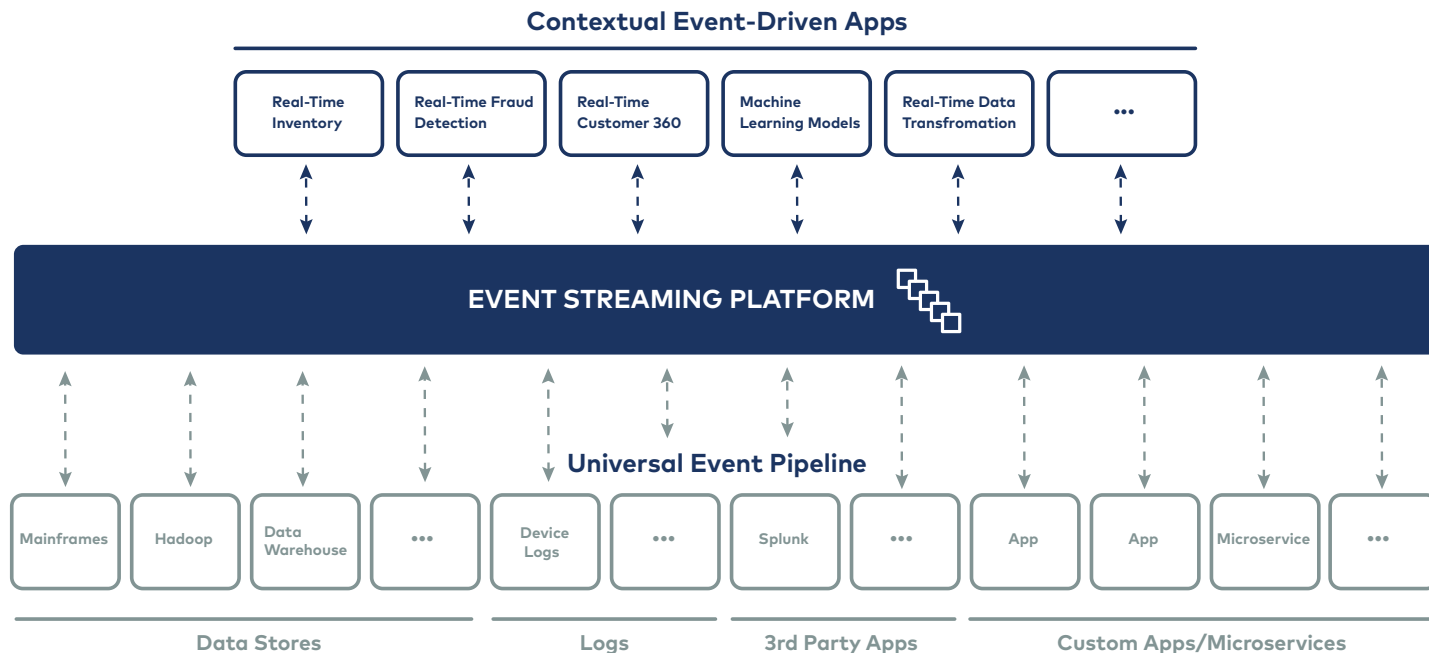 Contextual Event-Driven Apps
Real-Time
Inventory
Real-Time Fraud
Detection
Real-Time
Customer 360
Machine
Learning Models
Real-Time Data
Transfromation
•••
EVENT STREAMING PLATFORM
Universal Event Pipeline
Mainframes
Hadoop
Data
Warehouse
•••
Device
Logs
•••
Splunk
•••
App
App
Microservice
•••
Data Stores
Logs
3rd Party Apps
Custom Apps/Microservices